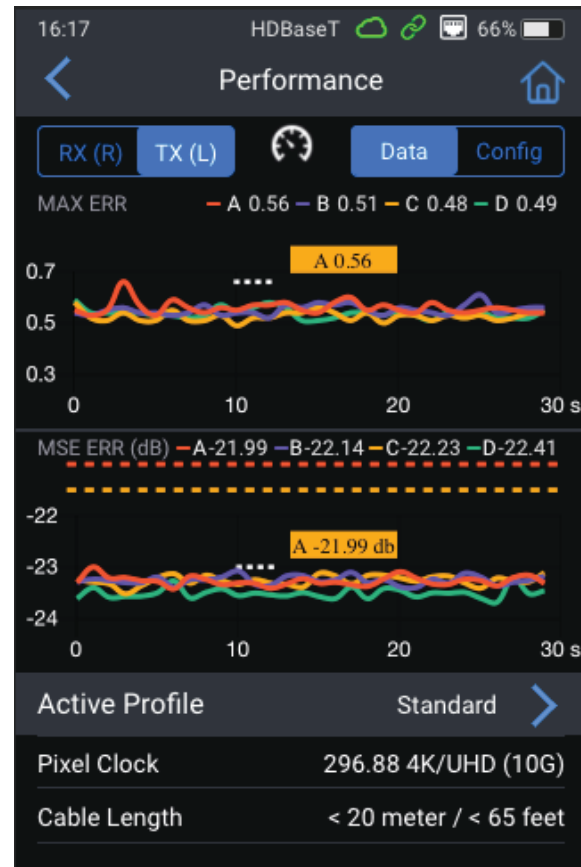 16:17 HDBaseT 66%
Performance
RX (R) TX (L) Data Config
MAX ERR A 0.56 B 0.51 C 0.48 D 0.49
A 0.56
0.7
0.5
0.3
0 10 20 30 s
MSE ERR (dB) A-21.99 B-22.14 C-22.23 D-22.41
-22
A -21.99 db
-23
-24
0 10 20 30 s
Active Profile Standard
Pixel Clock 296.88 4K/UHD (10G)
Cable Length < 20 meter / < 65 feet